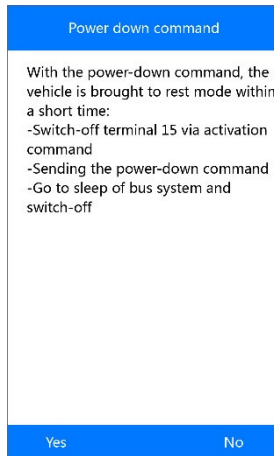 Power down command
With the power-down command, the
vehicle is brought to rest mode within
a short time:
-Switch-off terminal 15 via activation
command
-Sending the power-down command
-Go to sleep of bus system and
switch-off
Yes
No